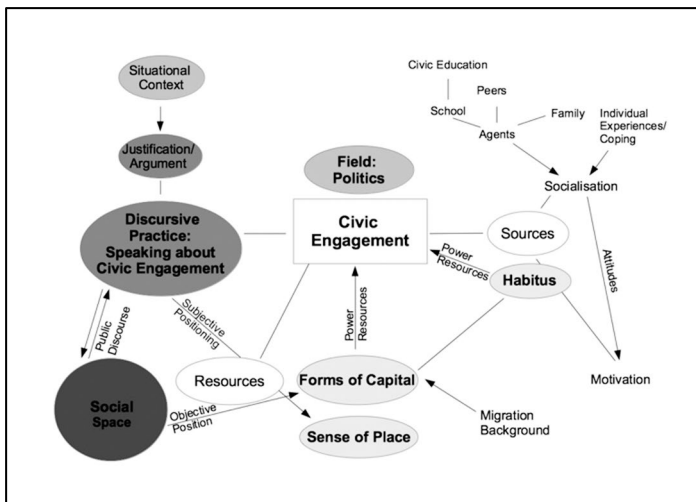 Situational
Context
Justification/
Argument
Discursive
Practice:
Speaking about
Civic Engagement
Public
Discourse
Social
Space
Subjective
Positioning
Resources
Objective
Position
Field:
Politics
Civic
Engagement
Power
Resources
Forms of Capital
Sense of Place
Civic Education
School
Peers
Agents
Family
Individual
Experiences/
Coping
Socialisation
Sources
Power
Resources
Habitus
Attitudes
Motivation
Migration
Background